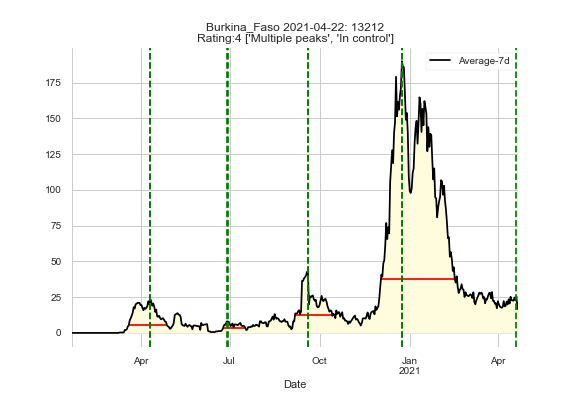 Burkina_Faso 2021-04-22: 13212
Rating:4 ['Multiple peaks', 'In control']
Average-7d
175
150
125
100
75
50
25
0
Apr Jul Oct Jan Apr
2021
Date